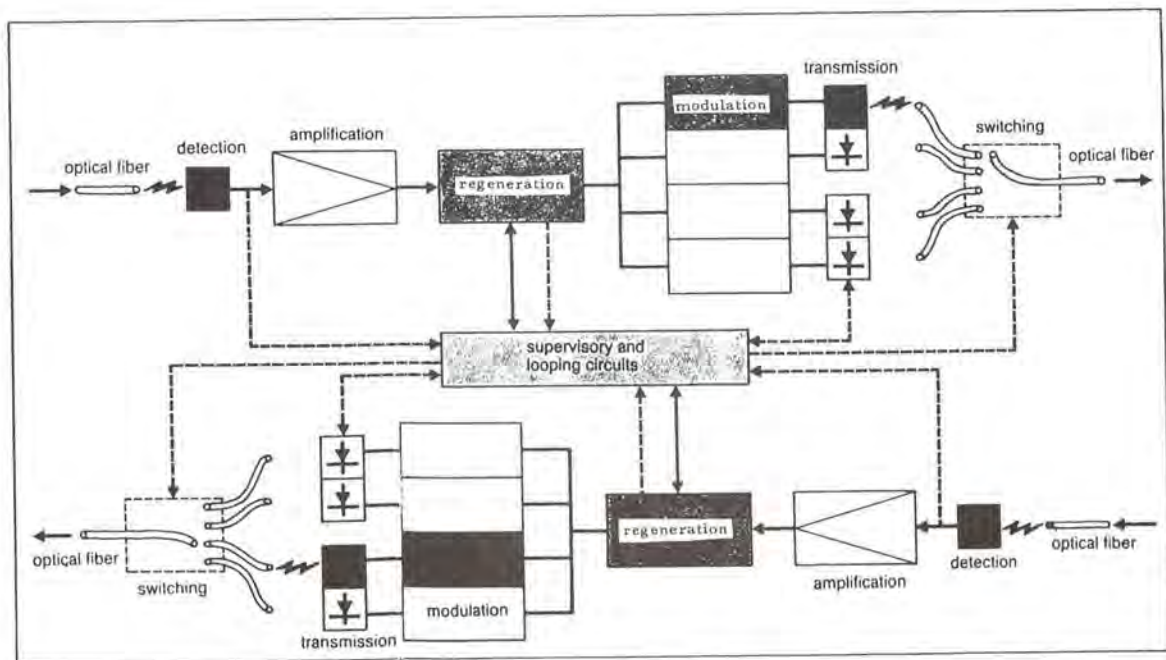 transmission
modulation
switching
amplification
detection
optical fiber
optical fiber
regeneration
supervisory and
looping circuits
regeneration
optical fiber
detection
optical fiber
switching
amplification
modulation
transmission